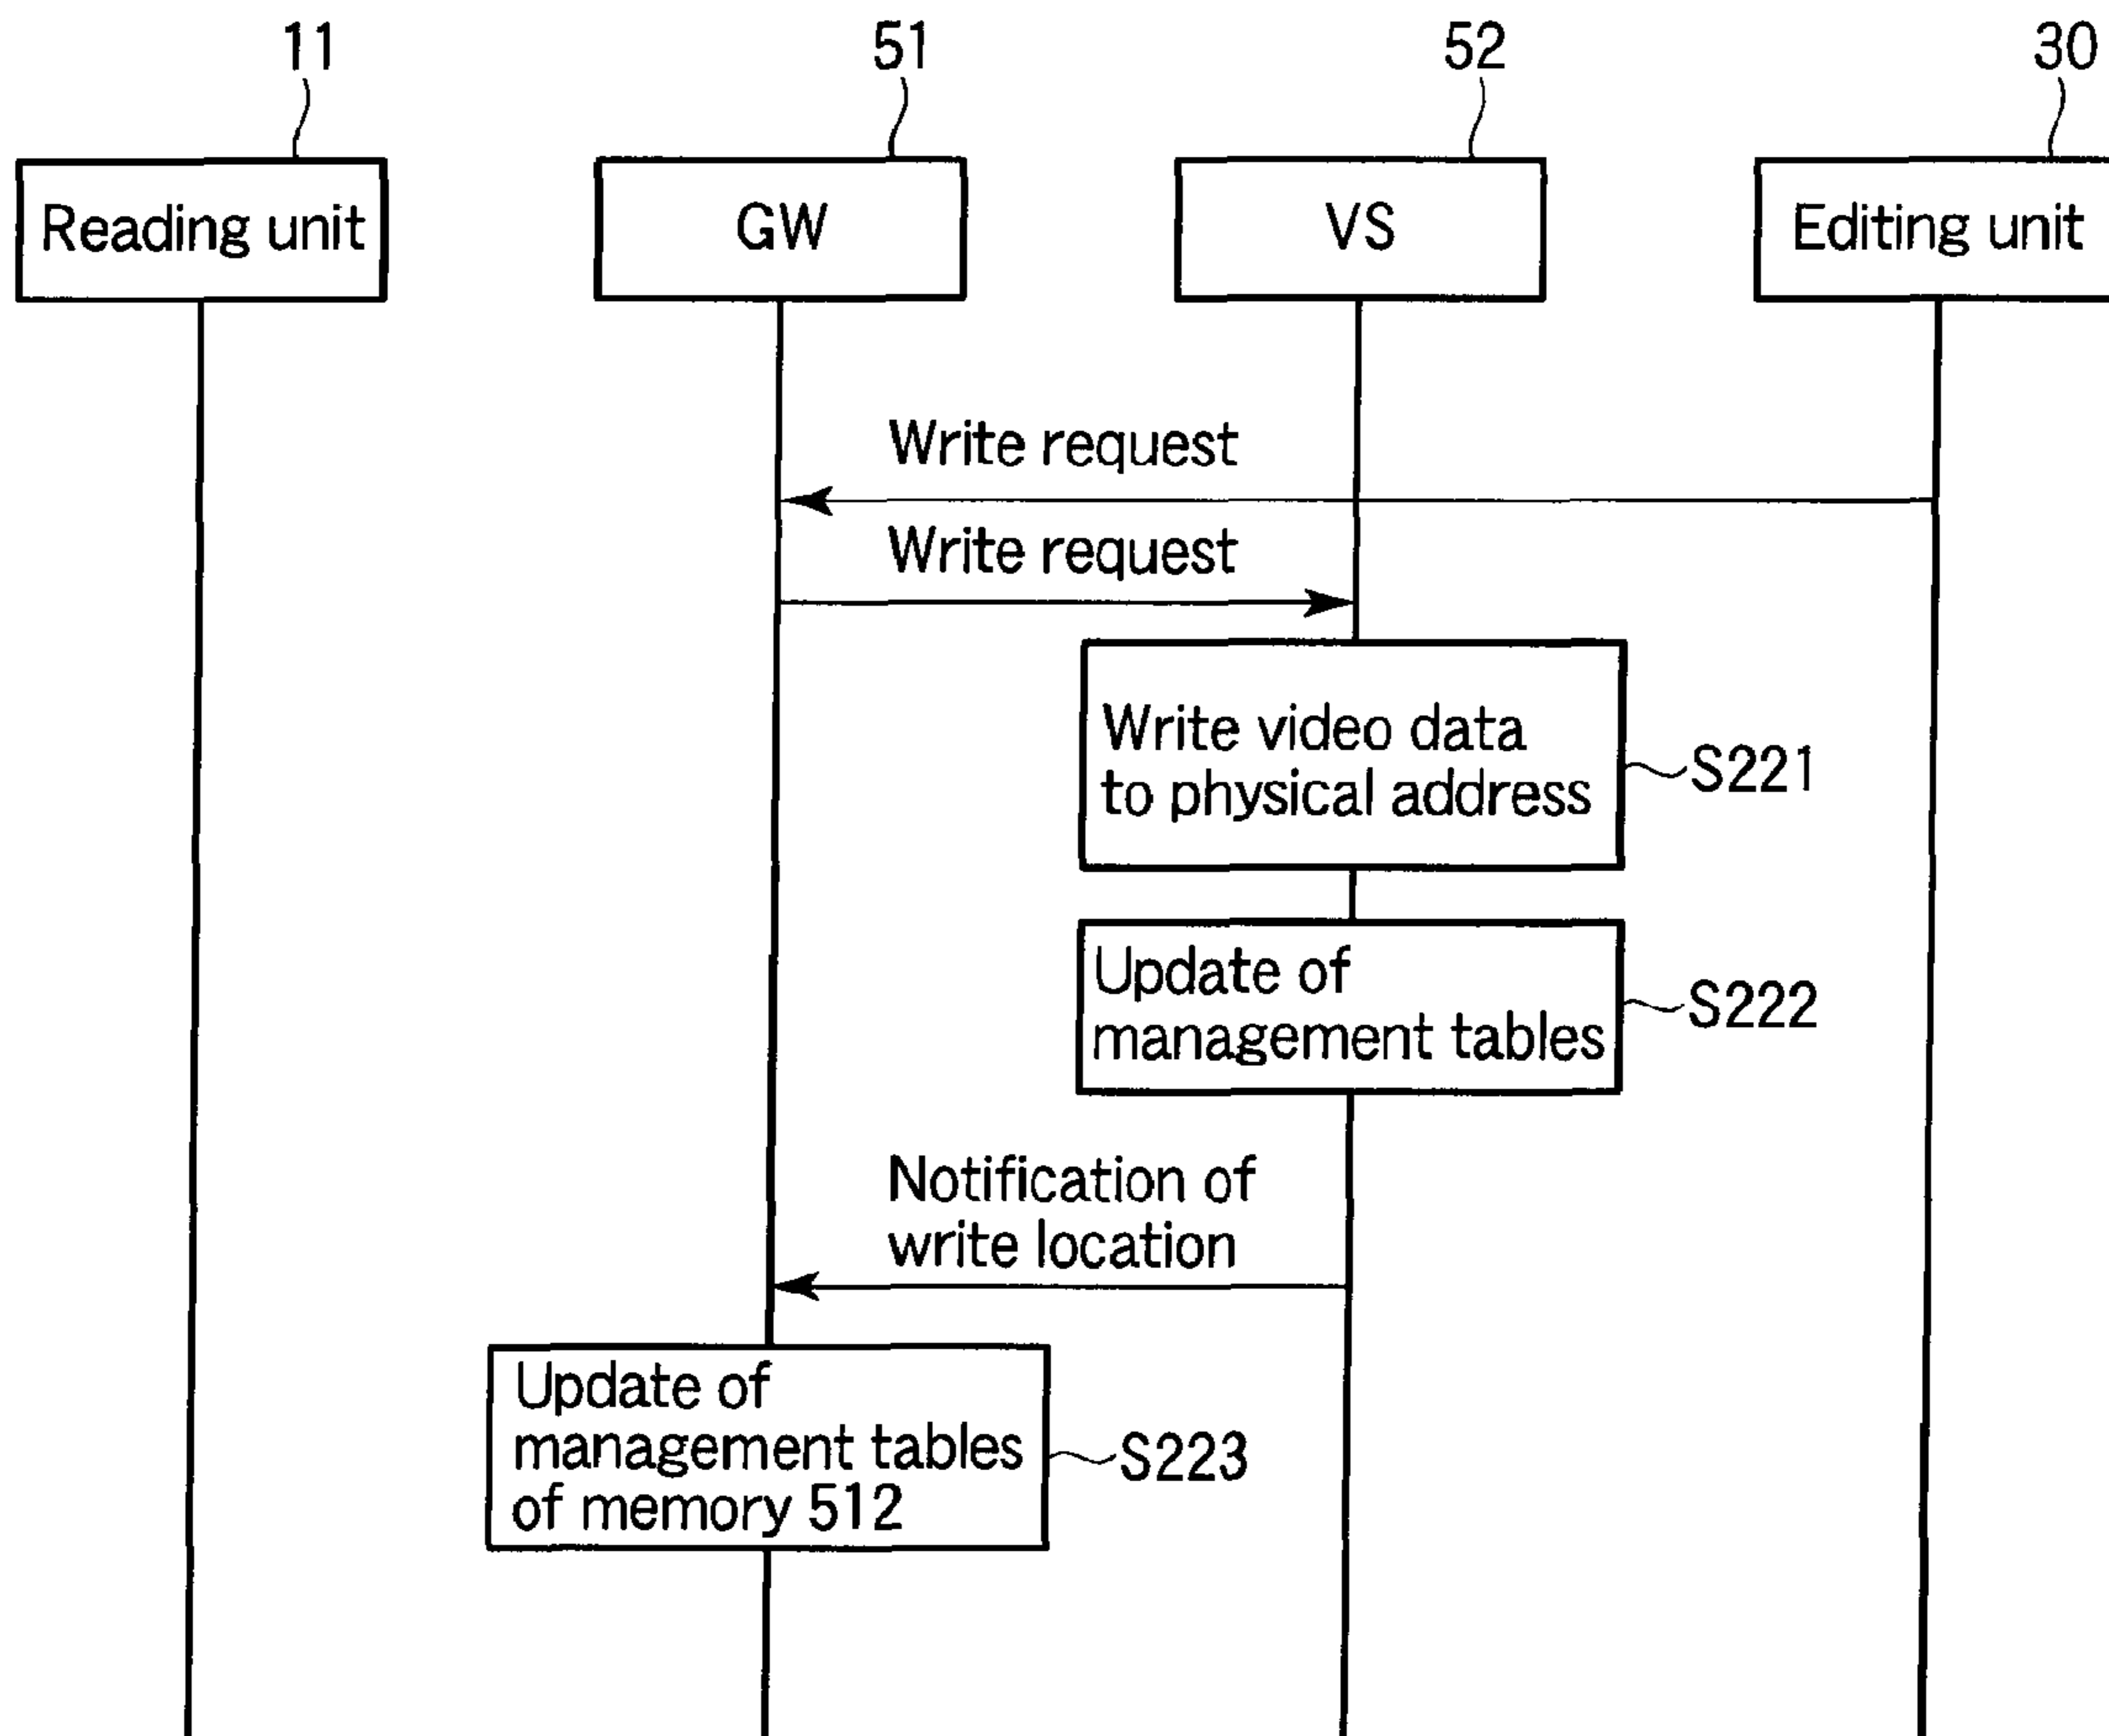 11
51
52
30
Reading unit
GW
VS
Editing unit
Write request
Write request
Write video data
to physical address
S221
Update of
management tables
S222
Notification of
write location
Update of
management tables
of memory 512
S223